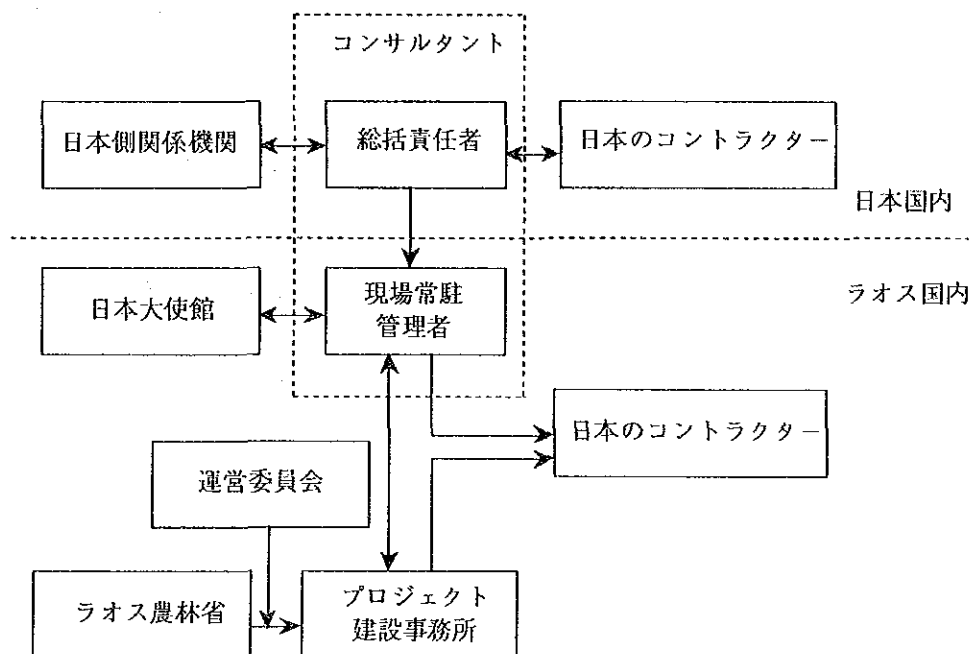 コンサルタント
日本側関係機関
総括責任者
日本のコントラクター
日本国内
日本大使館
現場常駐
管理者
ラオス国内
日本のコントラクター
運営委員会
ラオス農林省
プロジェクト
建設事務所